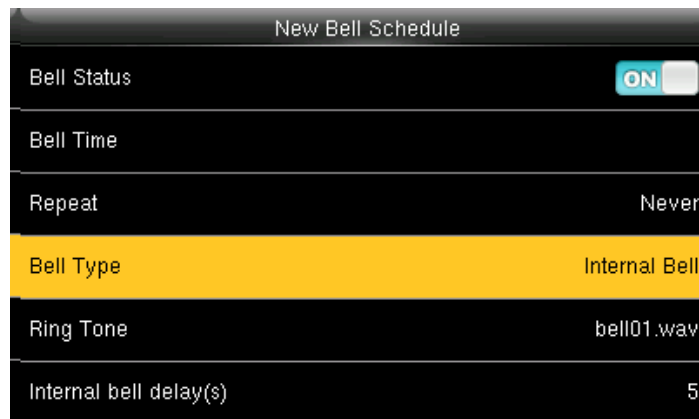 New Bell Schedule
Bell Status ON
Bell Time
Repeat Never
Bell Type Internal Bell
Ring Tone bell01.wav
Internal bell delay(s) 5